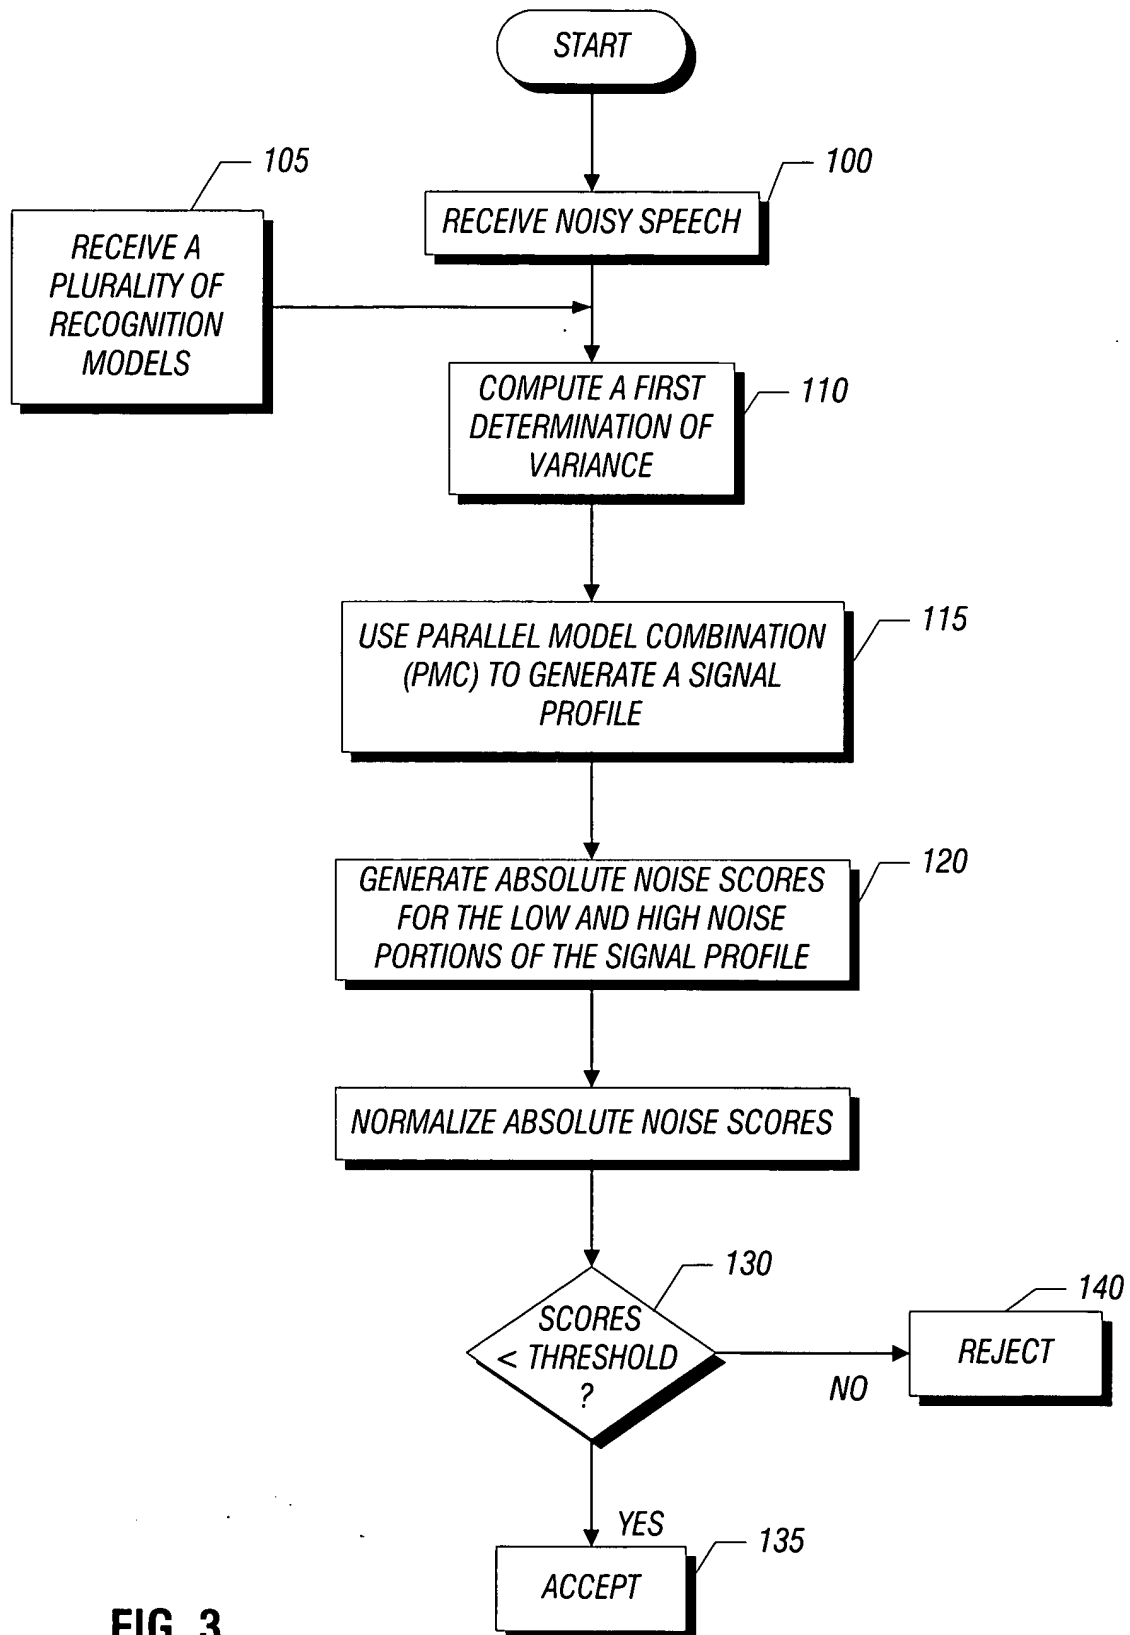 START
105
100
RECEIVE NOISY SPEECH
RECEIVE A
PLURALITY OF
RECOGNITION
MODELS
COMPUTE A FIRST
DETERMINATION OF
VARIANCE
110
USE PARALLEL MODEL COMBINATION
(PMC) TO GENERATE A SIGNAL
PROFILE
115
GENERATE ABSOLUTE NOISE SCORES
FOR THE LOW AND HIGH NOISE
PORTIONS OF THE SIGNAL PROFILE
120
NORMALIZE ABSOLUTE NOISE SCORES
130
SCORES
< THRESHOLD
?
140
REJECT
NO
YES
135
ACCEPT
FIG. 3